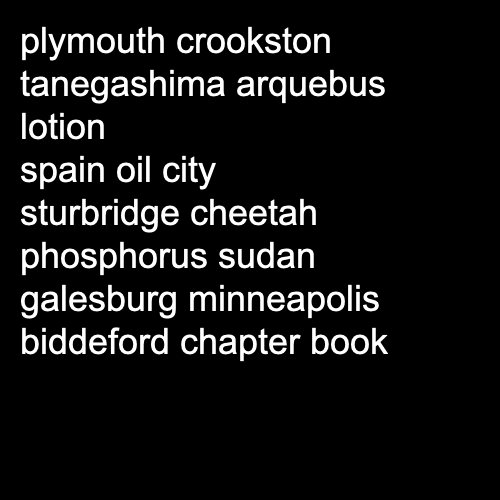 plymouth crookston
tanegashima arquebus
lotion
spain oil city
sturbridge cheetah
phosphorus sudan
galesburg minneapolis
biddeford chapter book